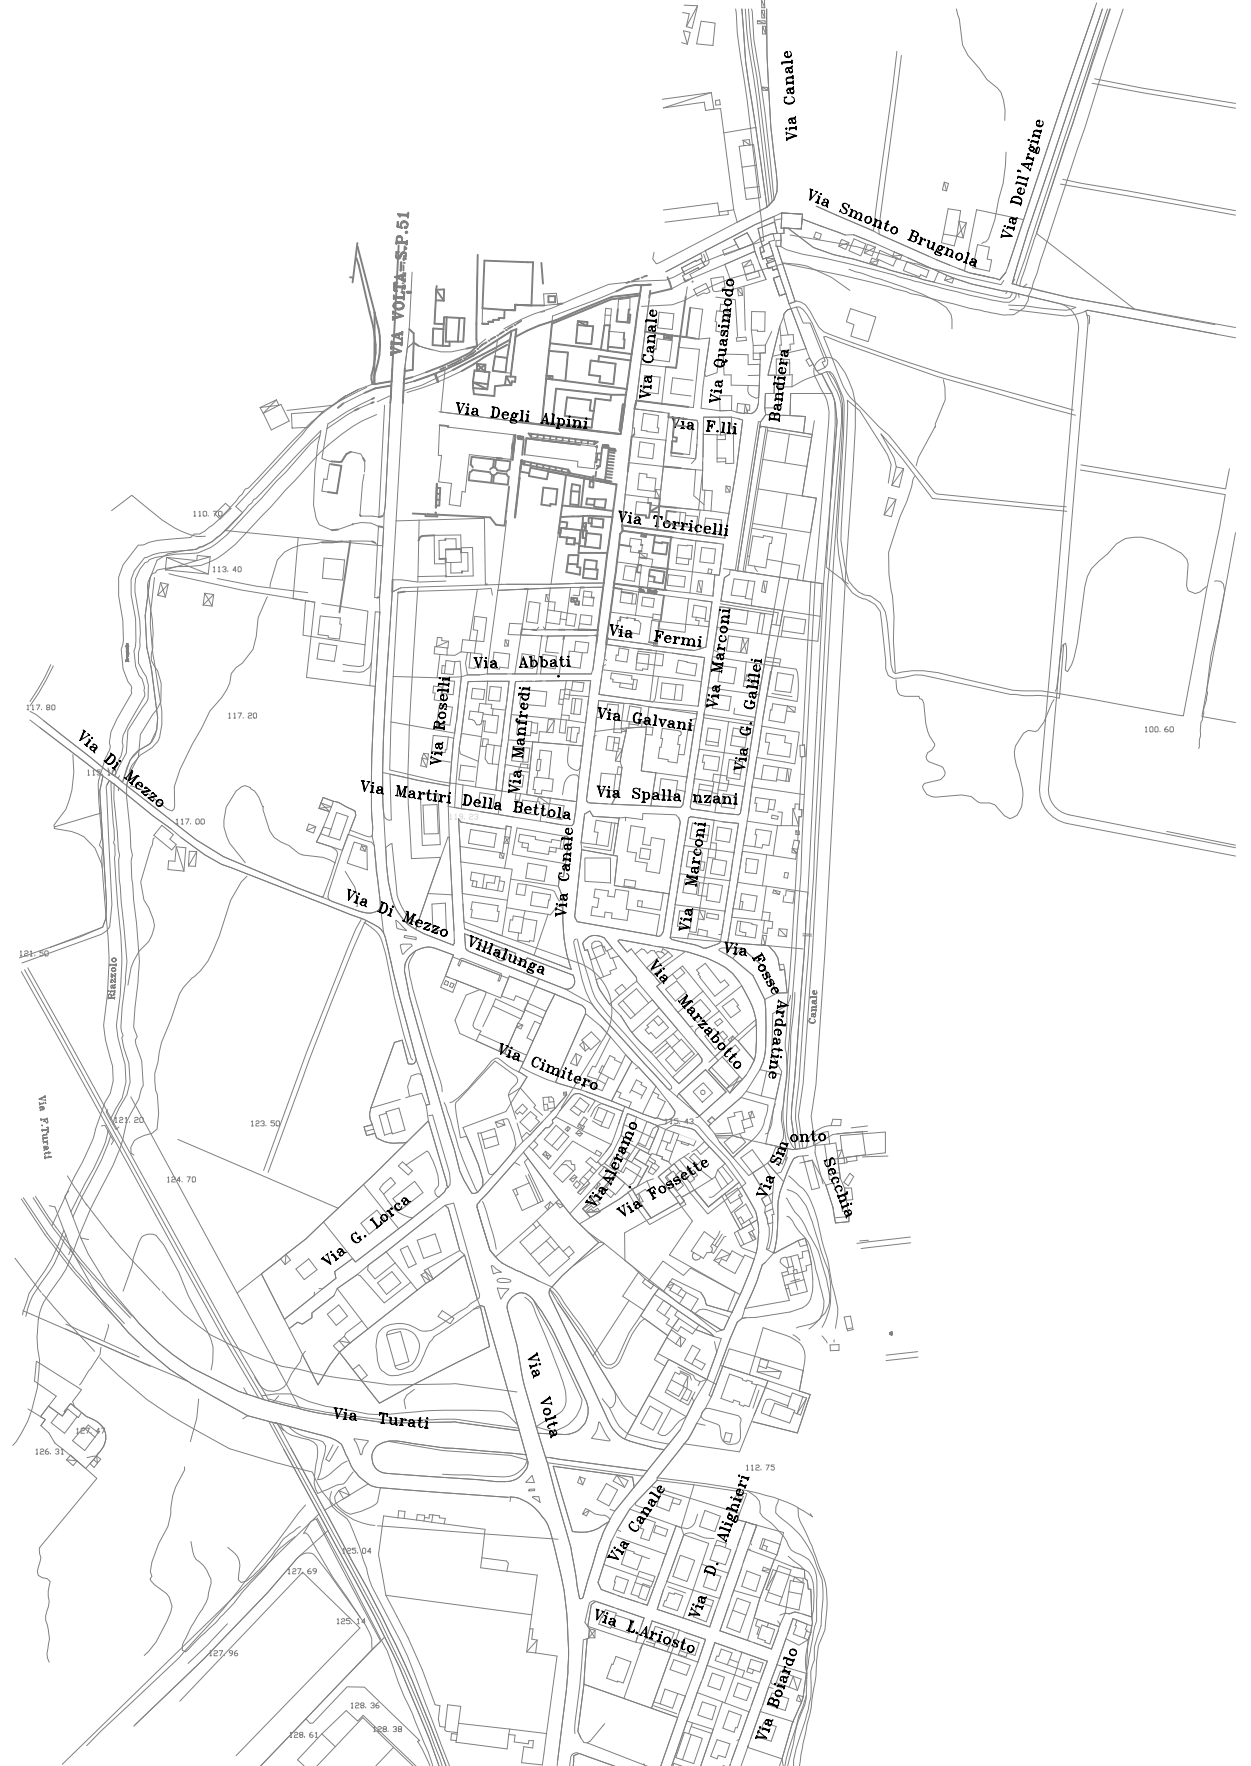 Via Canale
Via Dell'Argine
Via Smonto Brugnola
VIA VOLTA=S.P.51
Via Canale
Via Quasimodo
Bandiera
Via Degli Alpini
Via F.lli
110.70
Via Torricelli
113.40
Via Fermi
Via Marconi
Via Abbati
Via G. Galilei
Via Roselli
Via Manfredi
117.80
117.20
Via Galvani
100.60
Via Di Mezzo
Via Martiri Della Bettola
Via Spalla nzani
118.23
117.00
Via Canale
Via Marconi
Via Di Mezzo
Villalunga
Via Fosse Ardeatine
121.50
Riazzolo
Via Marzabotto
Canale
Via Cimitero
Via F.Turati
121.20
123.50
115.43
Via Aleramo
Via Smonto Secchia
124.70
Via Fossette
Via G. Lorca
Via Volta
Via Turati
127.47
126.31
112.75
Via Canale
Via D. Alighieri
125.04
127.69
125.14
Via L.Ariosto
127.96
Via Boiardo
128.36
128.38
128.61